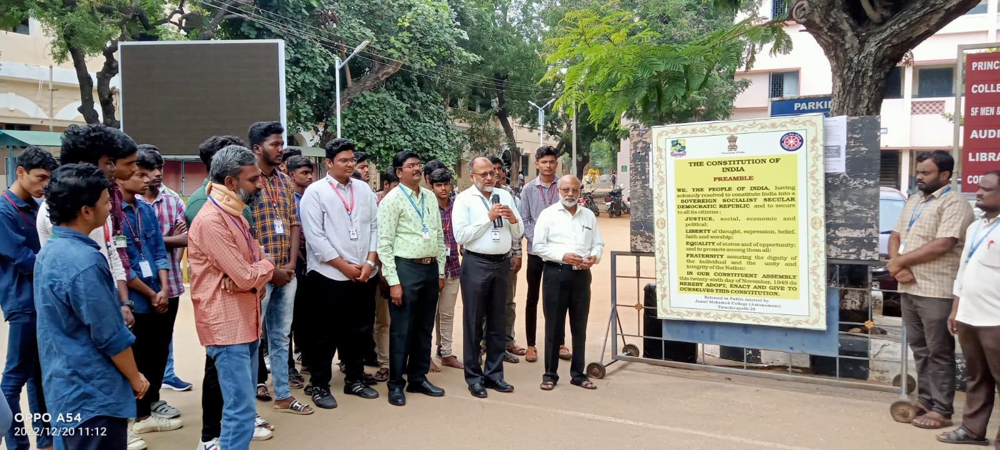 PARKIN
PRINC
COLLE
SF MEN &
AUDI
LIBRA
Government of India
THE CONSTITUTION OF
INDIA
PREAMBLE
WE, THE PEOPLE OF INDIA, having
solemnly resolved to constitute India into a
SOVEREIGN SOCIALIST SECULAR
DEMOCRATIC REPUBLIC and to secure
to all its citizens :
JUSTICE, social, economic and
political;
LIBERTY of thought, expression, belief,
faith and worship;
EQUALITY of status and of opportunity;
and to promote among them all;
FRATERNITY assuring the dignity of
the individual and the unity and
integrity of the Nation;
IN OUR CONSTITUENT ASSEMBLY
this twenty-sixth day of November, 1949 do
HEREBY ADOPT, ENACT AND GIVE TO
OURSELVES THIS CONSTITUTION.
Released in Public interest by
Jamal Mohamed College (Autonomous)
Tiruchirapalli-20
OPPO A54
2022/12/20 11:12